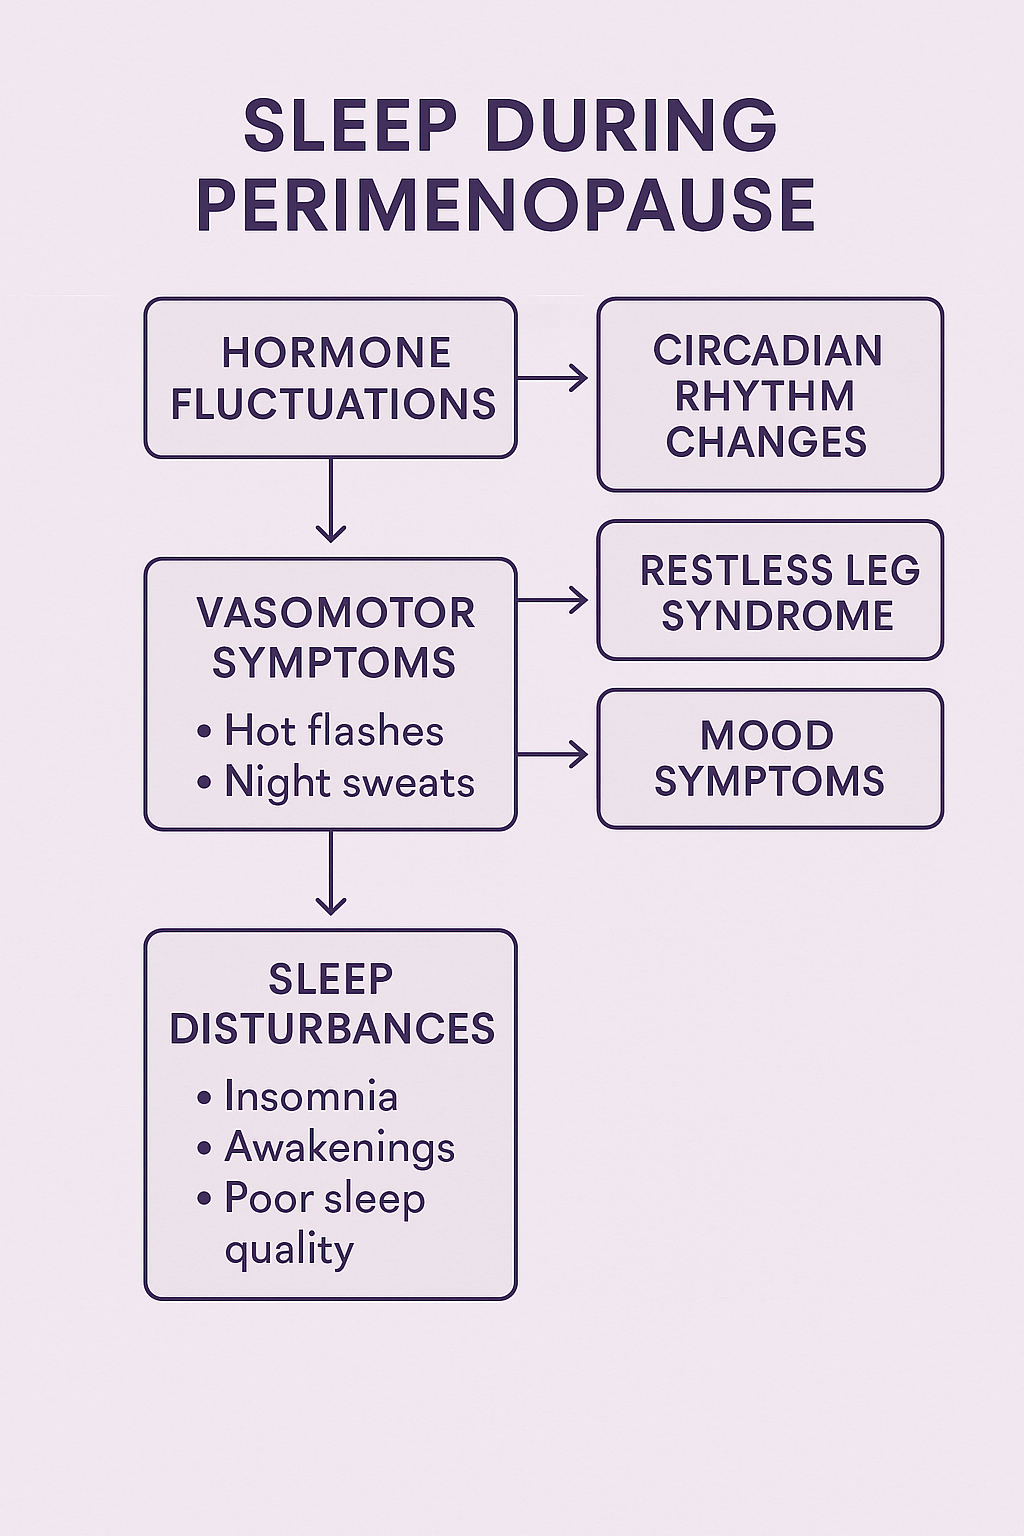 SLEEP DURING
PERIMENOPAUSE
HORMONE
FLUCTUATIONS
CIRCADIAN
RHYTHM
CHANGES
VASOMOTOR
SYMPTOMS
• Hot flashes
• Night sweats
RESTLESS LEG
SYNDROME
MOOD
SYMPTOMS
SLEEP
DISTURBANCES
• Insomnia
• Awakenings
• Poor sleep
quality